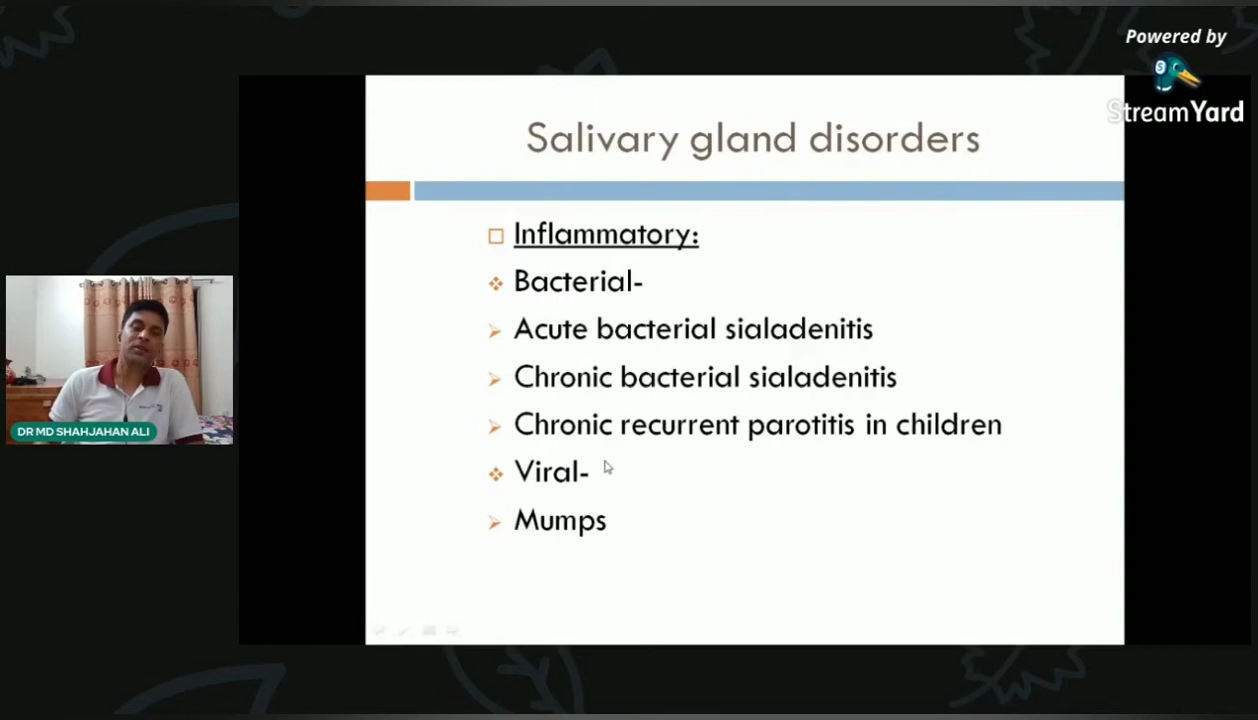 Powered by
StreamYard
Salivary gland disorders
Inflammatory:
Bacterial-
Acute bacterial sialadenitis
Chronic bacterial sialadenitis
Chronic recurrent parotitis in children
Viral-
Mumps
DR MD SHAHJAHAN ALI